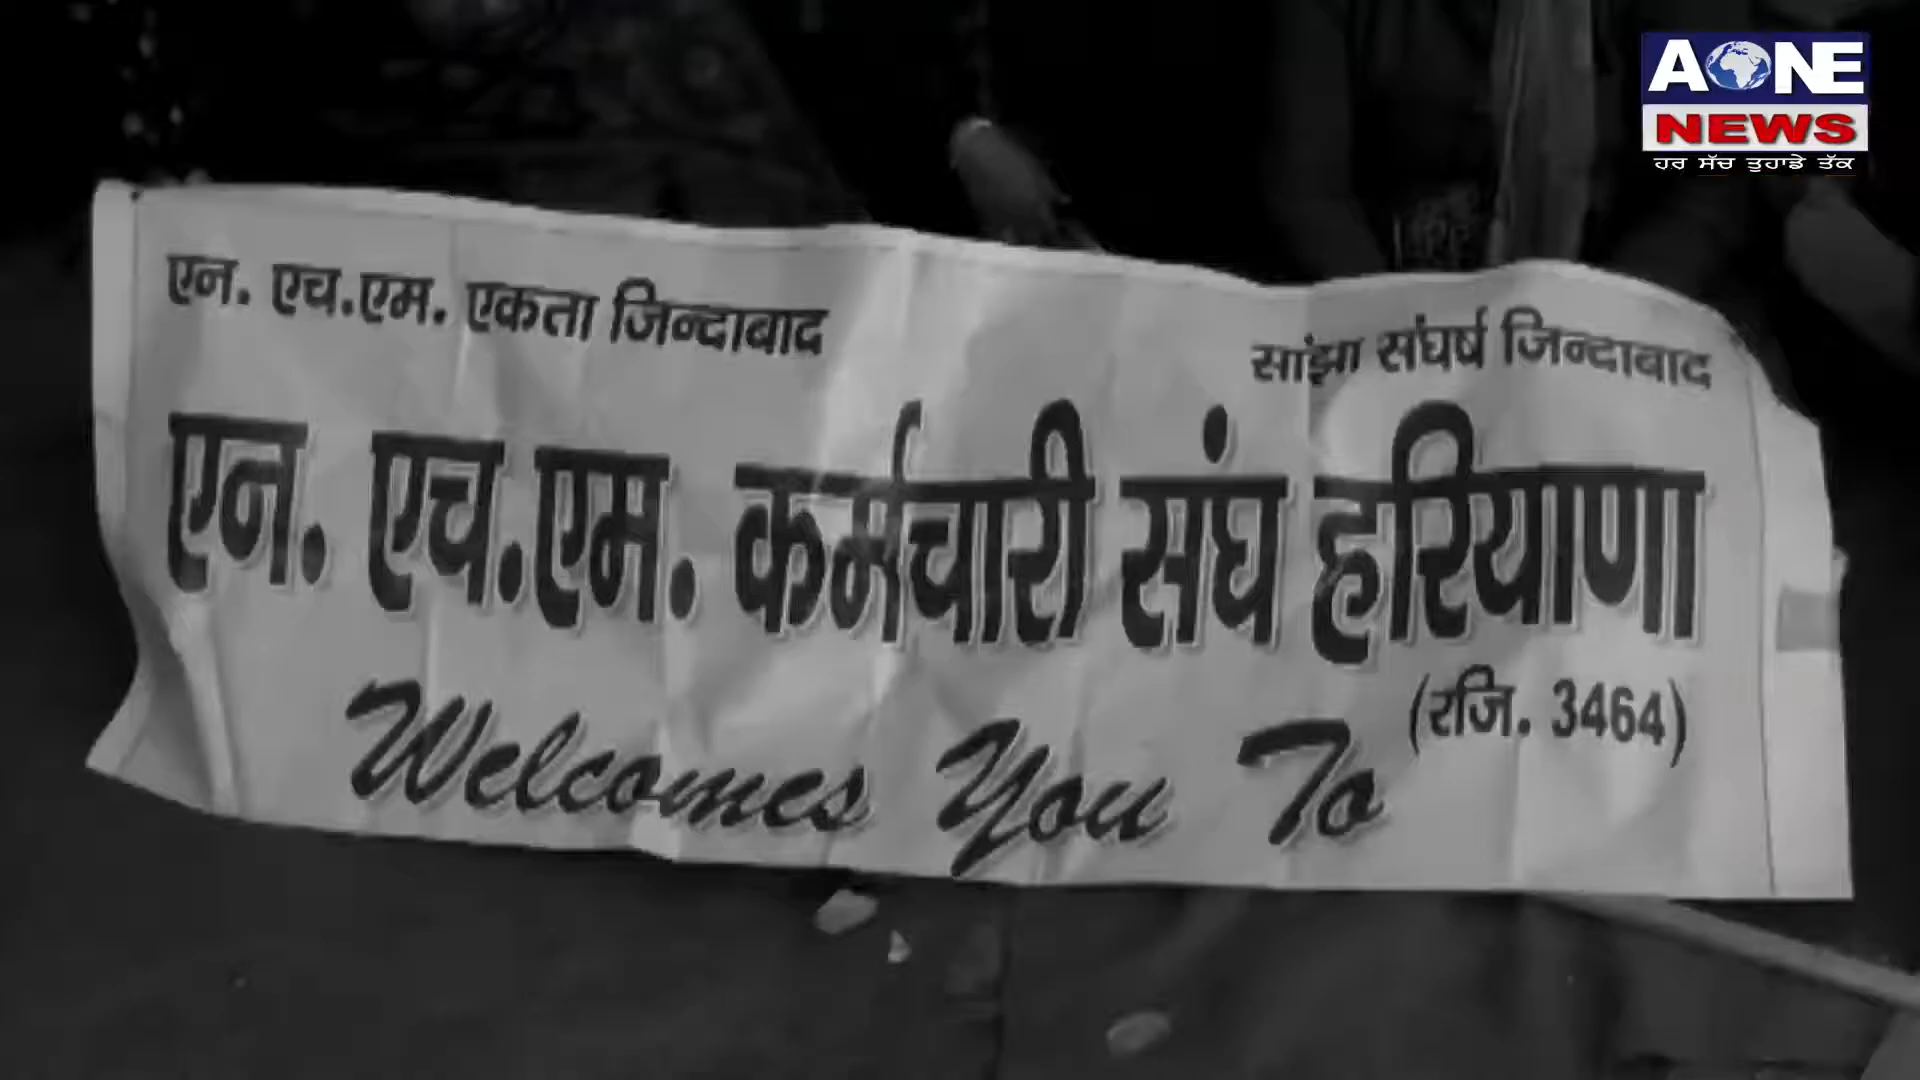 AONE
NEWS
ਹਰ ਸੱਚ ਤੁਹਾਡੇ ਤੱਕ
एन. एच.एम. एकता जिन्दाबाद
सांझा संघर्ष जिन्दाबाद
एन. एच.एम. कर्मचारी संघ हरियाणा
(रजि. 3464)
Welcomes You To